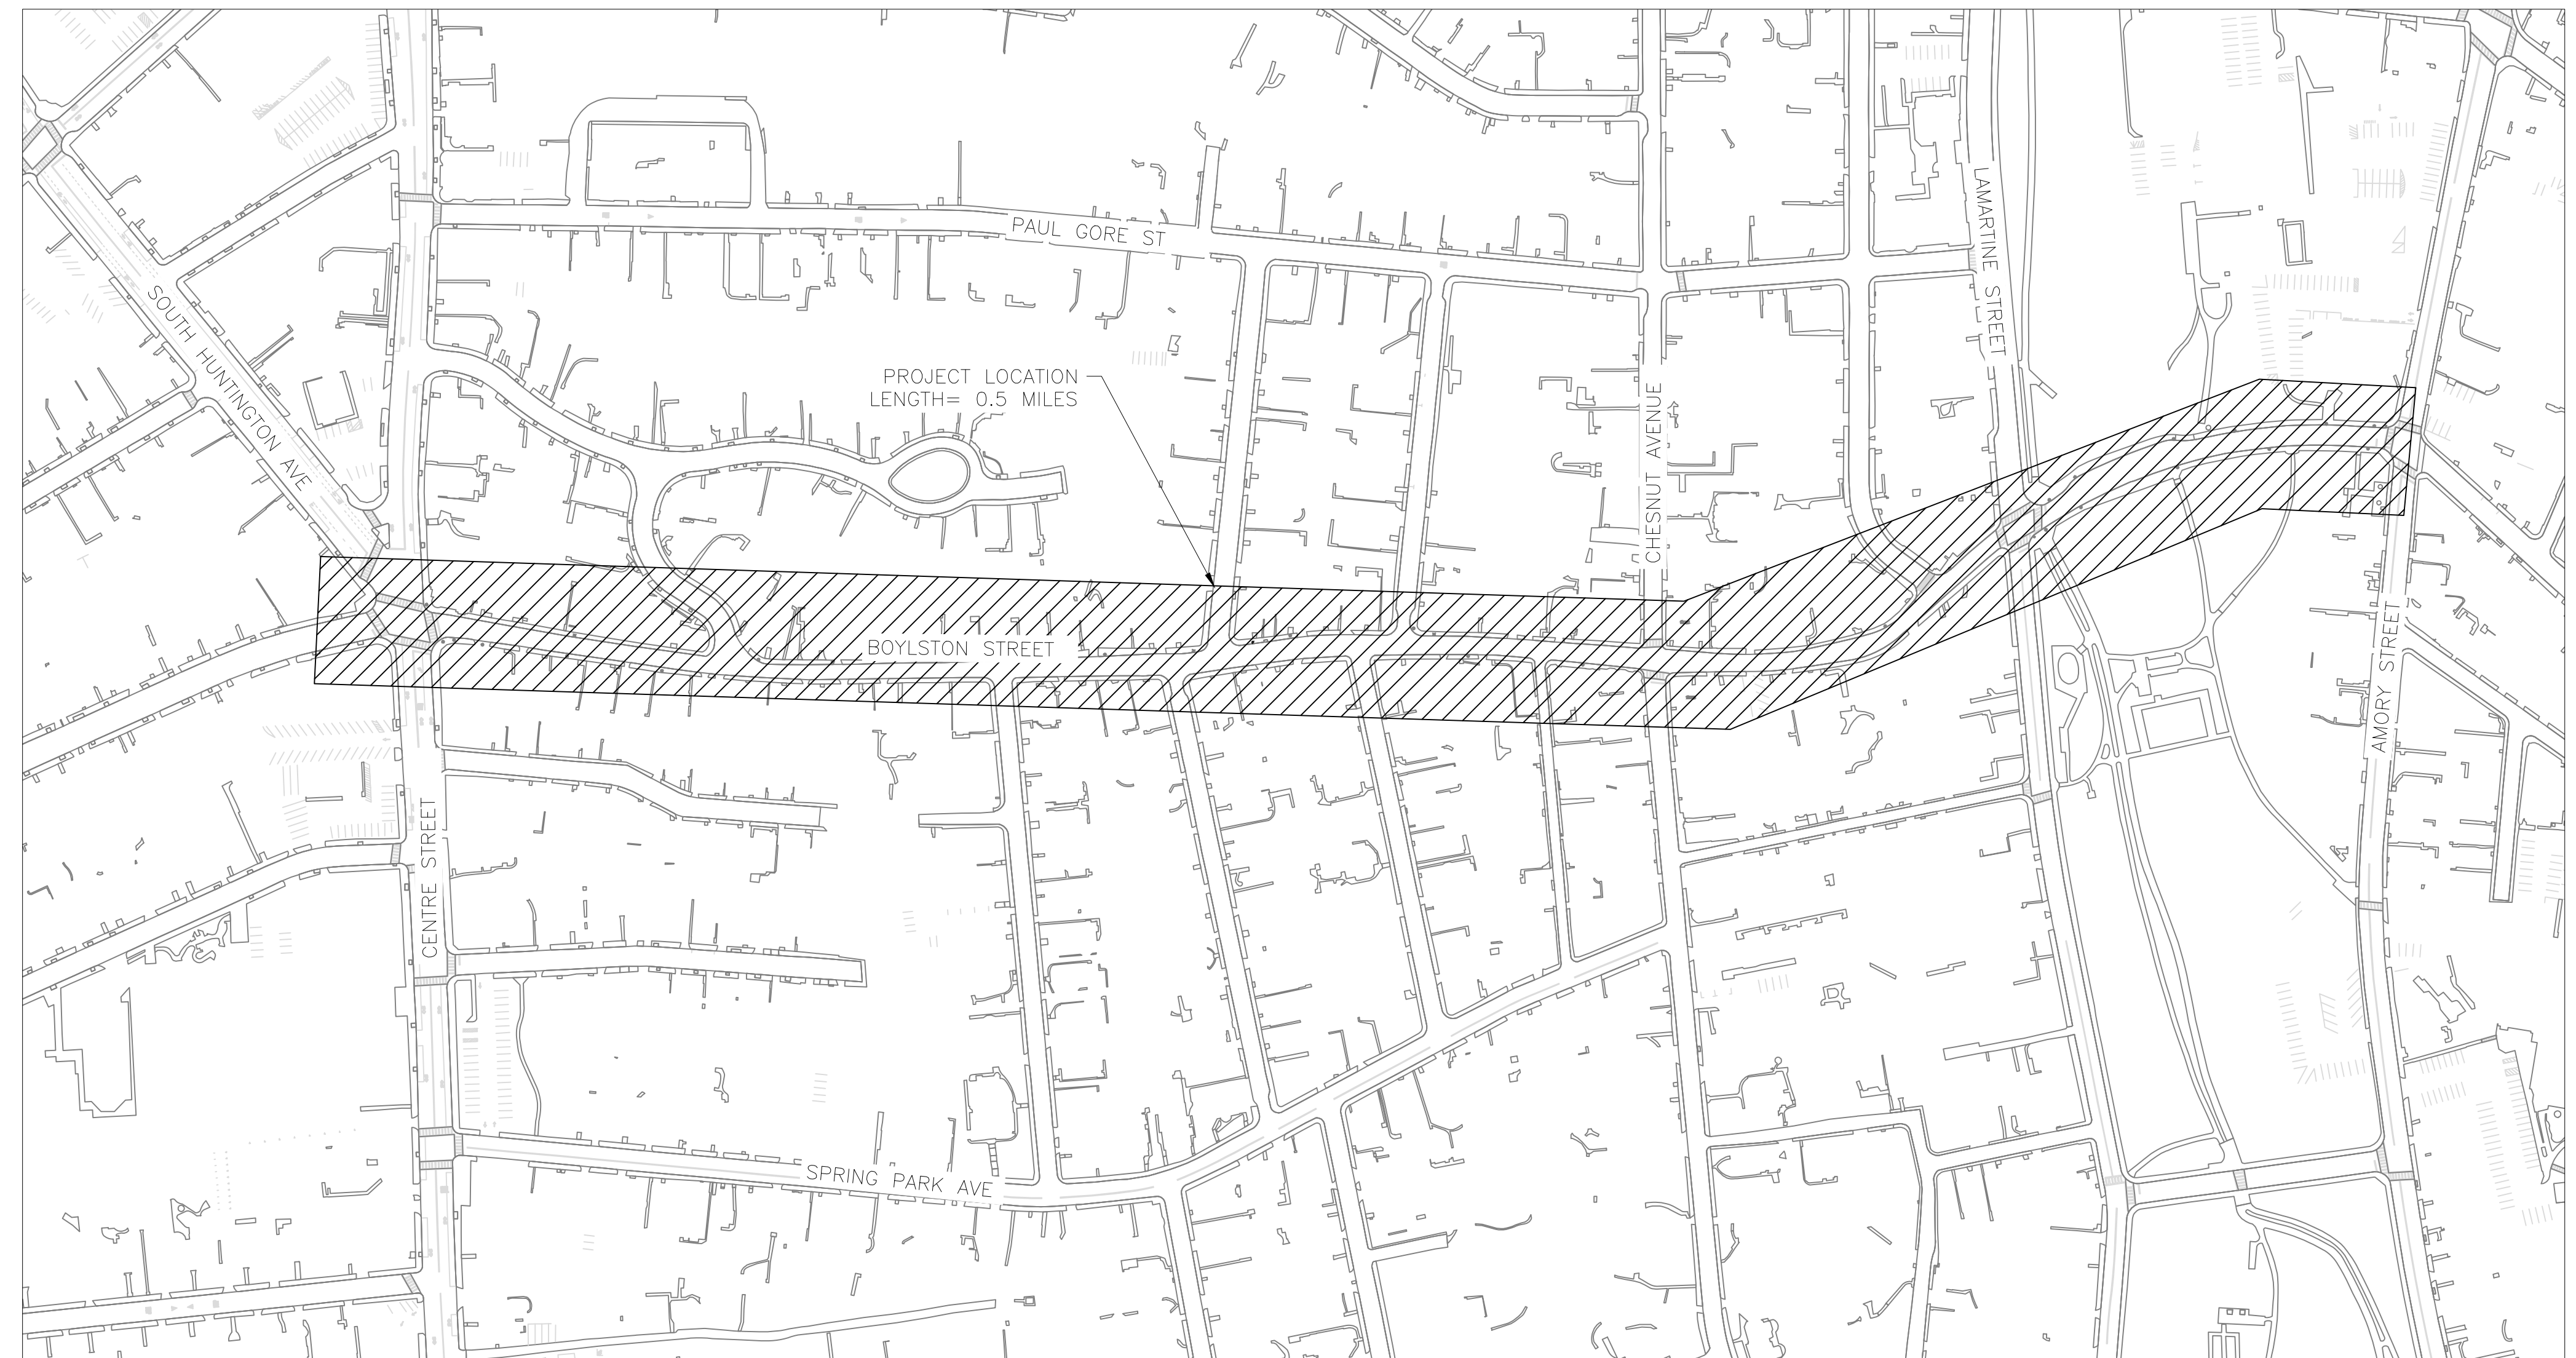 PAUL GORE ST
LAMARTINE STREET
SOUTH HUNTINGTON AVE
PROJECT LOCATION
LENGTH= 0.5 MILES
CHESNUT AVENUE
BOYLSTON STREET
AMORY STREET
CENTRE STREET
SPRING PARK AVE